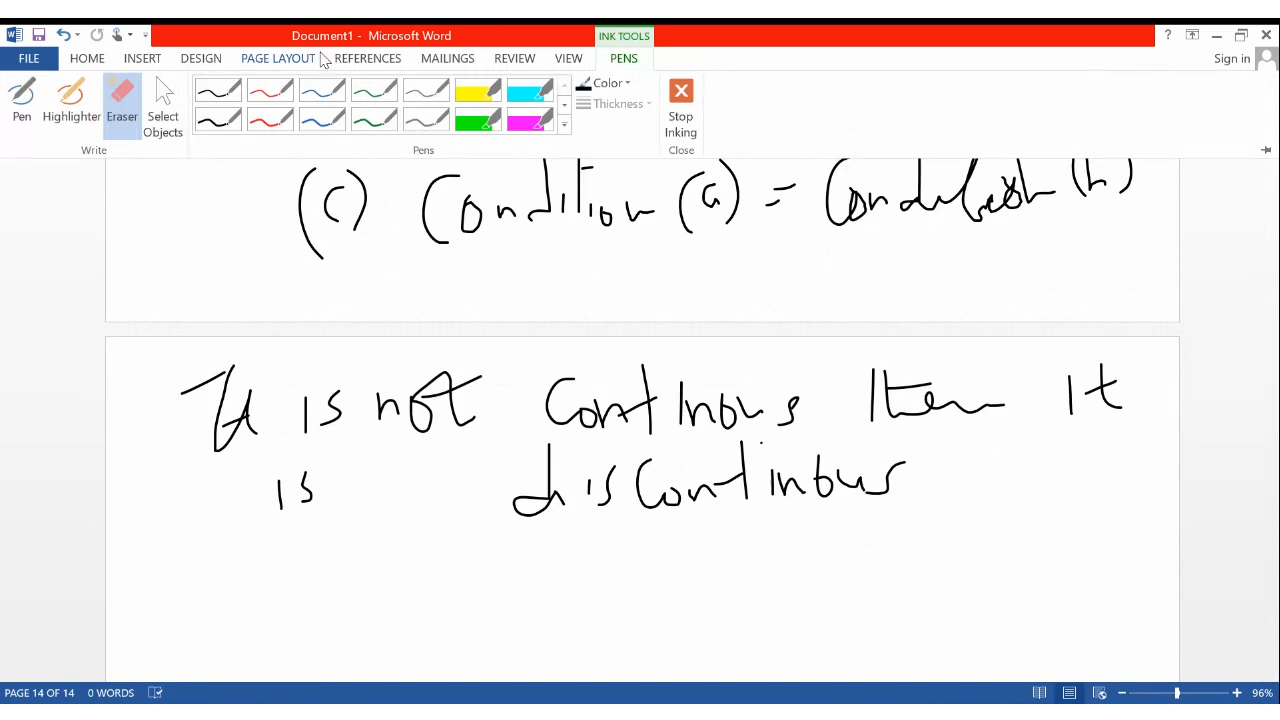 Document1 - Microsoft Word
INK TOOLS
?
FILE HOME INSERT DESIGN PAGE LAYOUT REFERENCES MAILINGS REVIEW VIEW PENS
Sign in
Pen Highlighter Eraser Select Objects
Color
Thickness
Stop Inking
Write Pens Close
(c) Condition (a) = Condition (b)
If is not Continous then it
is discontinous
PAGE 14 OF 14 0 WORDS 96%